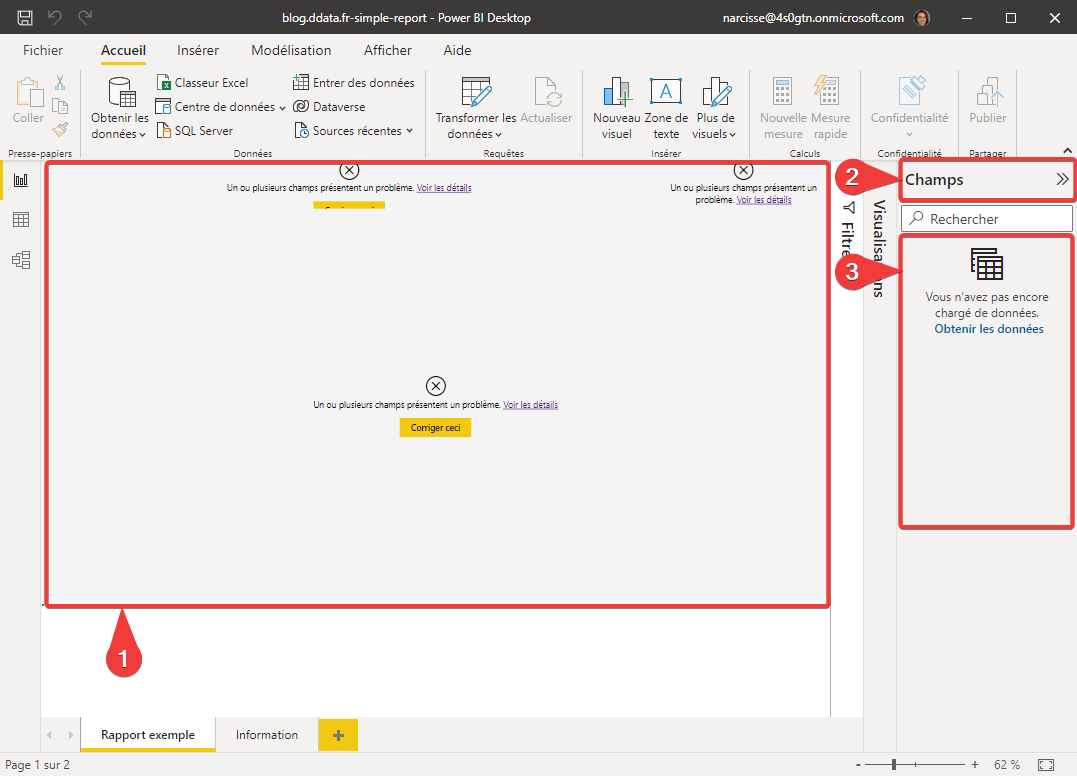 blog.ddata.fr-simple-report - Power BI Desktop
narcisse@4s0gtn.onmicrosoft.com
Fichier
Accueil
Insérer
Modélisation
Afficher
Aide
Coller
Presse-papiers
Obtenir les
données
Classeur Excel
Centre de données
SQL Server
Entrer des données
Dataverse
Sources récentes
Données
Transformer les
données
Actualiser
Requêtes
Nouveau
visuel
A
Zone de
texte
Plus de
visuels
Insérer
Nouvelle
mesure
Mesure
rapide
Calculs
Confidentialité
Confidentialité
Publier
Partager
Un ou plusieurs champs présentent un problème. Voir les détails
Un ou plusieurs champs présentent un
problème. Voir les détails
Un ou plusieurs champs présentent un problème. Voir les détails
Corriger ceci
1
Filtre
Visualisa
ns
2
Champs
Rechercher
3
Vous n'avez pas encore
chargé de données.
Obtenir les données
Rapport exemple
Information
+
Page 1 sur 2
- + 62 %